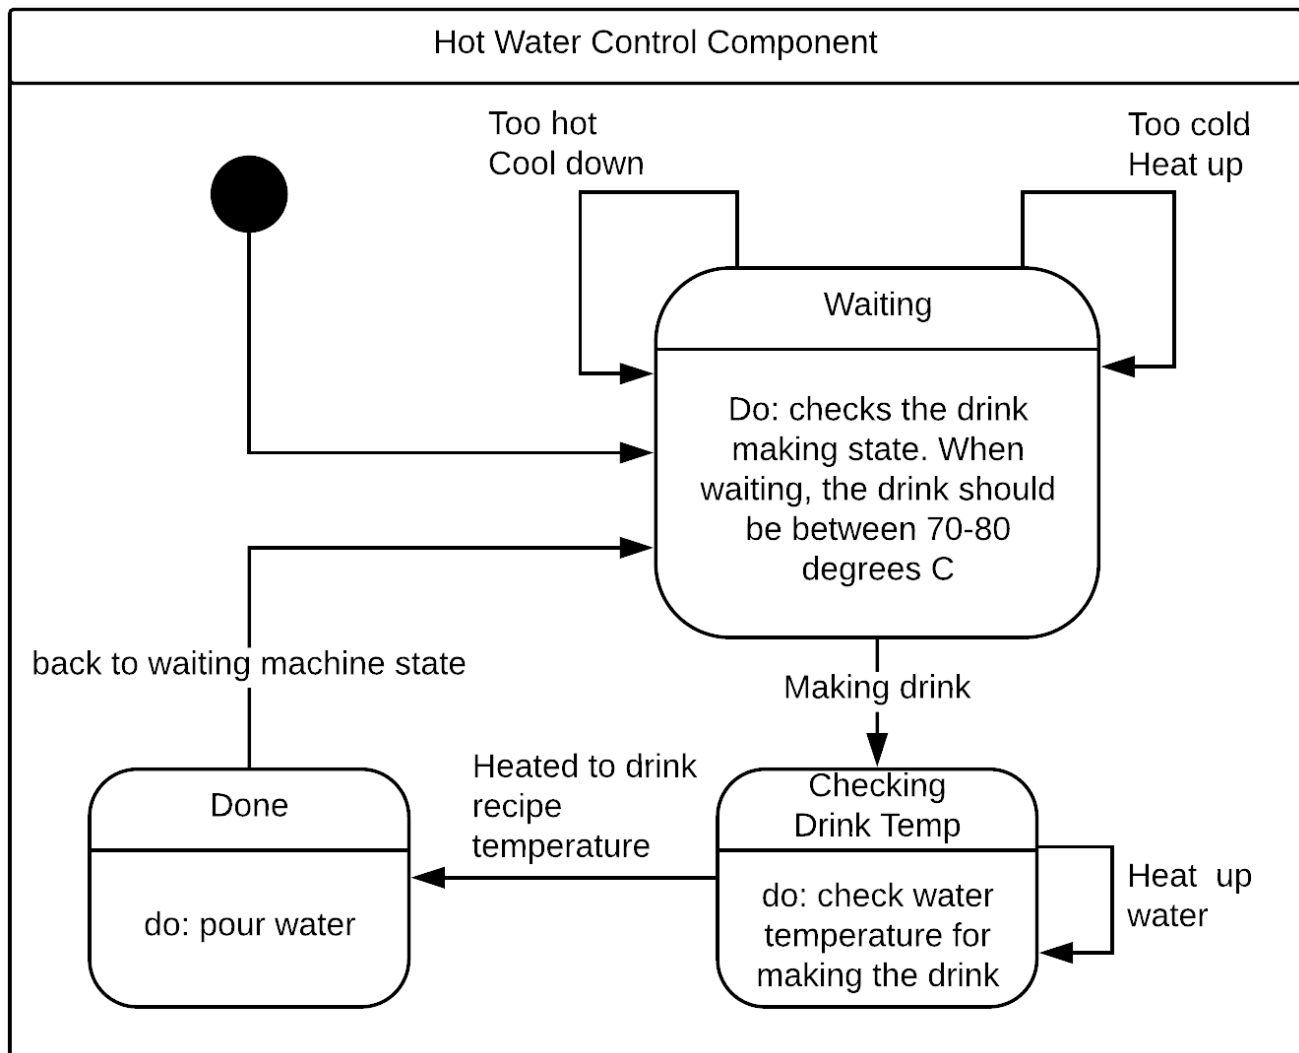 Hot Water Control Component
Too hot
Cool down
Too cold
Heat up
Waiting
Do: checks the drink
making state. When
waiting, the drink should
be between 70-80
degrees C
back to waiting machine state
Making drink
Heated to drink
recipe
temperature
Checking
Drink Temp
Done
do: pour water
do: check water
temperature for
making the drink
Heat  up
water